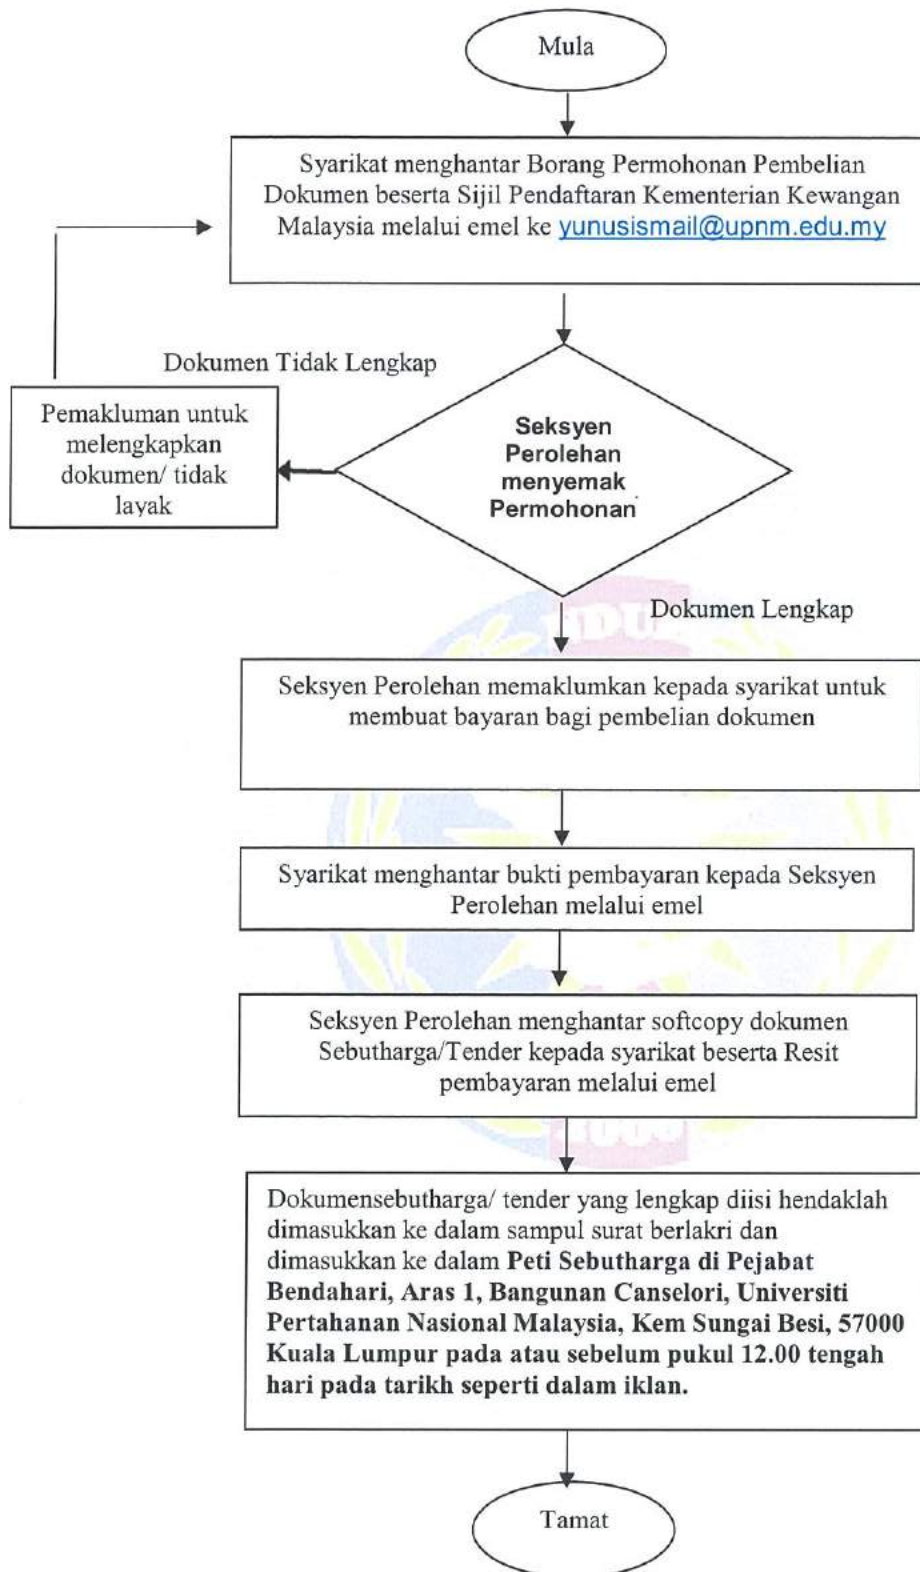 Mula
Syarikat menghantar Borang Permohonan Pembelian
Dokumen beserta Sijil Pendaftaran Kementerian Kewangan
Malaysia melalui emel ke yunusismail@upnm.edu.my
Dokumen Tidak Lengkap
Pemakluman untuk
melengkapkan
dokumen/ tidak
layak
Seksyen
Perolehan
menyemak
Permohonan
Dokumen Lengkap
Seksyen Perolehan memaklumkan kepada syarikat untuk
membuat bayaran bagi pembelian dokumen
Syarikat menghantar bukti pembayaran kepada Seksyen
Perolehan melalui emel
Seksyen Perolehan menghantar softcopy dokumen
Sebutharga/Tender kepada syarikat beserta Resit
pembayaran melalui emel
Dokumensebutharga/ tender yang lengkap diisi hendaklah
dimasukkan ke dalam sampul surat berlakri dan
dimasukkan ke dalam Peti Sebutharga di Pejabat
Bendahari, Aras 1, Bangunan Canselori, Universiti
Pertahanan Nasional Malaysia, Kem Sungai Besi, 57000
Kuala Lumpur pada atau sebelum pukul 12.00 tengah
hari pada tarikh seperti dalam iklan.
Tamat